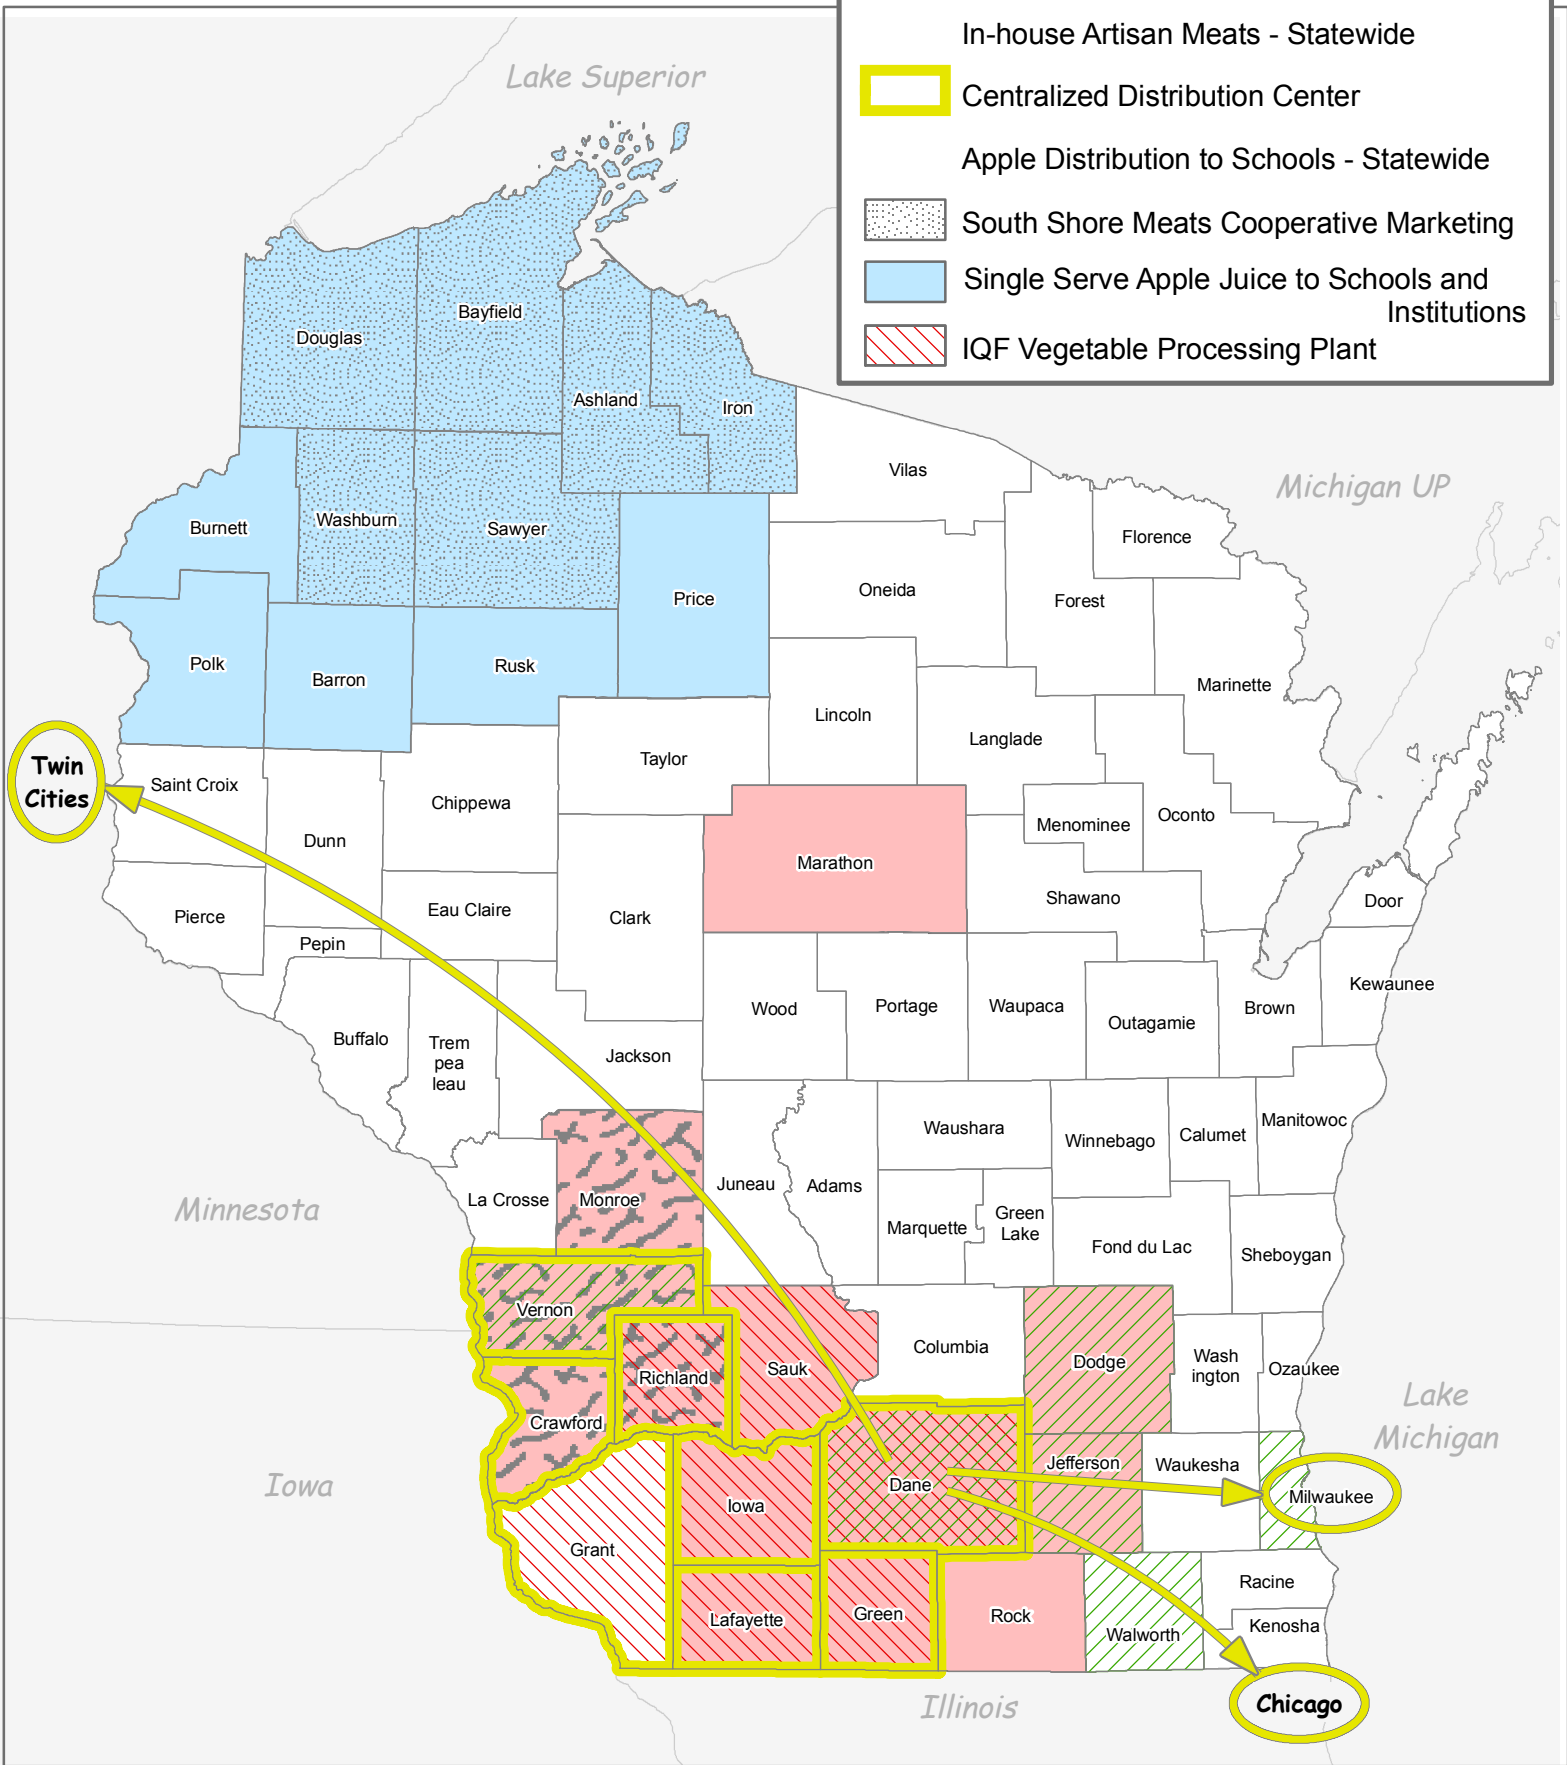 In-house Artisan Meats - Statewide
Centralized Distribution Center
Apple Distribution to Schools - Statewide
South Shore Meats Cooperative Marketing
Single Serve Apple Juice to Schools and
Institutions
IQF Vegetable Processing Plant
Lake Superior
Bayfield
Douglas
Ashland
Iron
Vilas
Michigan UP
Burnett
Washburn
Sawyer
Florence
Oneida
Price
Forest
Polk
Barron
Rusk
Marinette
Lincoln
Langlade
Taylor
Twin
Cities
Saint Croix
Chippewa
Dunn
Menominee
Oconto
Marathon
Shawano
Door
Pierce
Eau Claire
Clark
Pepin
Kewaunee
Wood
Portage
Waupaca
Outagamie
Brown
Buffalo
Trem
pea
leau
Jackson
Waushara
Winnebago
Calumet
Manitowoc
Minnesota
La Crosse
Monroe
Juneau
Adams
Marquette
Green
Lake
Fond du Lac
Sheboygan
Vernon
Columbia
Dodge
Wash
ington
Ozaukee
Richland
Sauk
Lake
Michigan
Crawford
Iowa
Jefferson
Waukesha
Dane
Milwaukee
Iowa
Grant
Racine
Lafayette
Green
Rock
Walworth
Kenosha
Illinois
Chicago